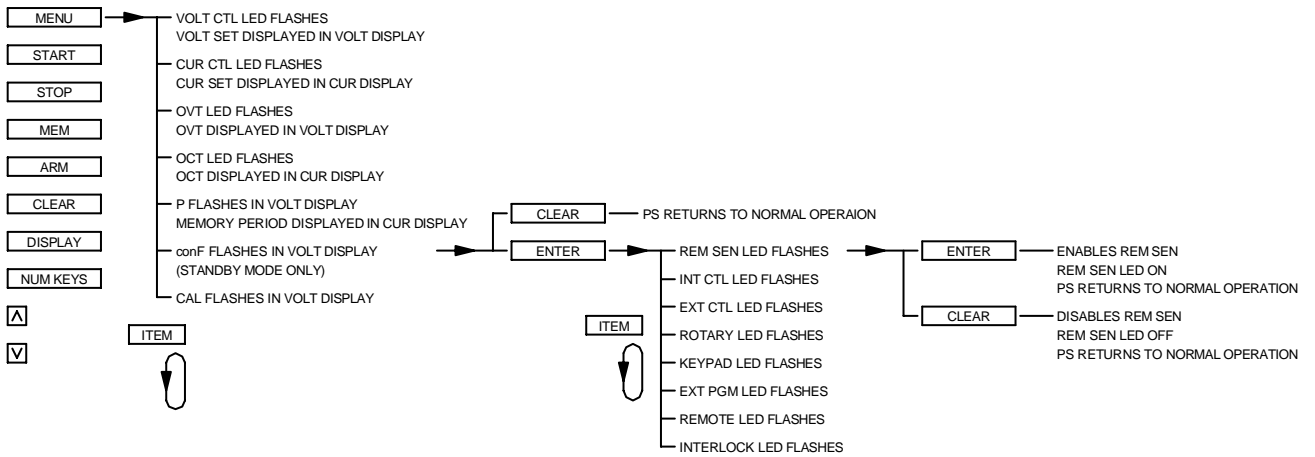 MENU
START
STOP
MEM
ARM
CLEAR
DISPLAY
NUM KEYS
VOLT CTL LED FLASHES
VOLT SET DISPLAYED IN VOLT DISPLAY
CUR CTL LED FLASHES
CUR SET DISPLAYED IN CUR DISPLAY
OVT LED FLASHES
OVT DISPLAYED IN VOLT DISPLAY
OCT LED FLASHES
OCT DISPLAYED IN CUR DISPLAY
P FLASHES IN VOLT DISPLAY
MEMORY PERIOD DISPLAYED IN CUR DISPLAY
conF FLASHES IN VOLT DISPLAY
(STANDBY MODE ONLY)
CAL FLASHES IN VOLT DISPLAY
ITEM
CLEAR
PS RETURNS TO NORMAL OPERAION
ENTER
REM SEN LED FLASHES
INT CTL LED FLASHES
EXT CTL LED FLASHES
ROTARY LED FLASHES
KEYPAD LED FLASHES
EXT PGM LED FLASHES
REMOTE LED FLASHES
INTERLOCK LED FLASHES
ITEM
ENTER
ENABLES REM SEN
REM SEN LED ON
PS RETURNS TO NORMAL OPERATION
CLEAR
DISABLES REM SEN
REM SEN LED OFF
PS RETURNS TO NORMAL OPERATION